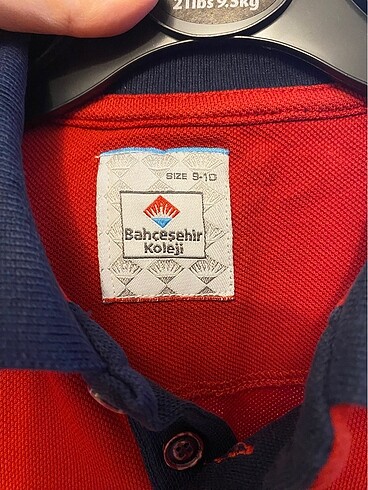 21lbs 9.5kg
SIZE 9-10
Bahçeşehir
Koleji